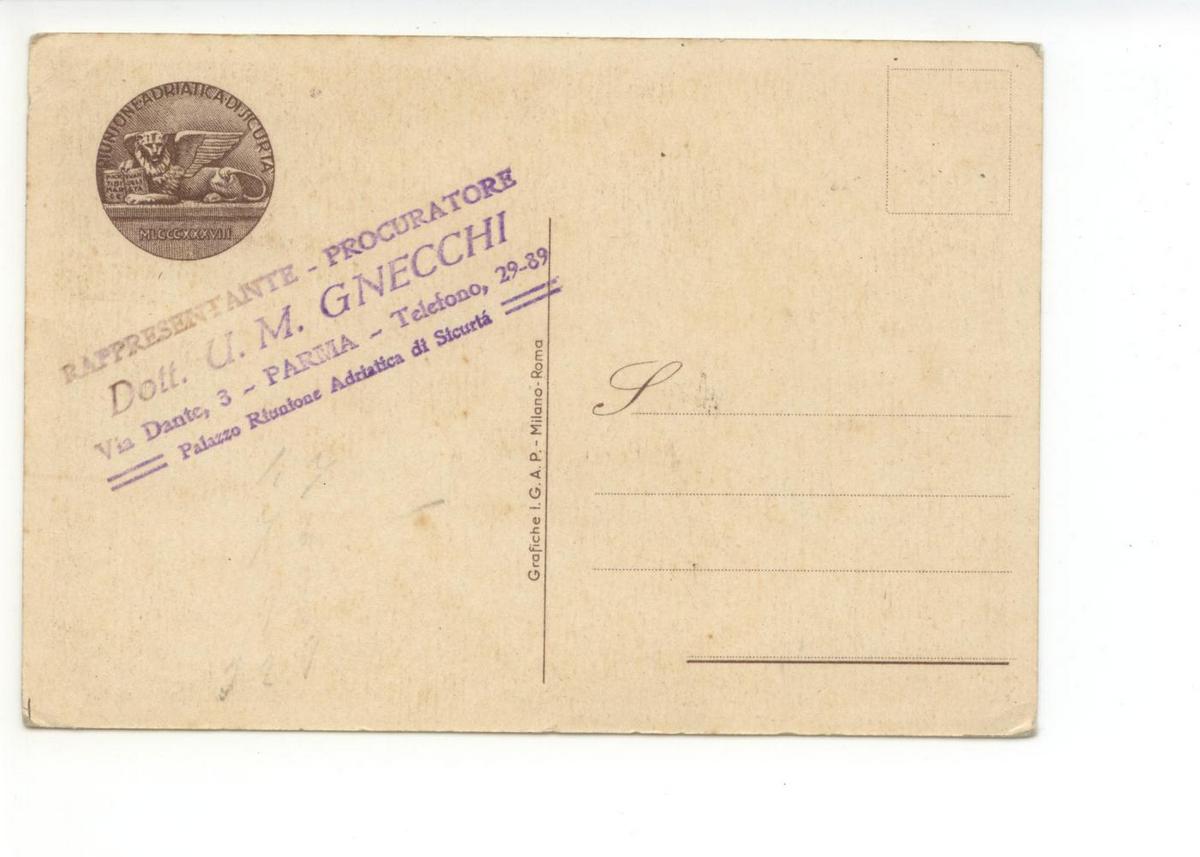 RIUNIONE·ADRIATICA·DI·SICURTÀ
MDCCCXXXVIII
RAPPRESENTANTE - PROCURATORE
Dott. U. M. GNECCHI
Via Dante, 3 - PARMA - Telefono, 29-89
Palazzo Riunione Adriatica di Sicurtá
Grafiche I.G.A.P. - Milano - Roma
S